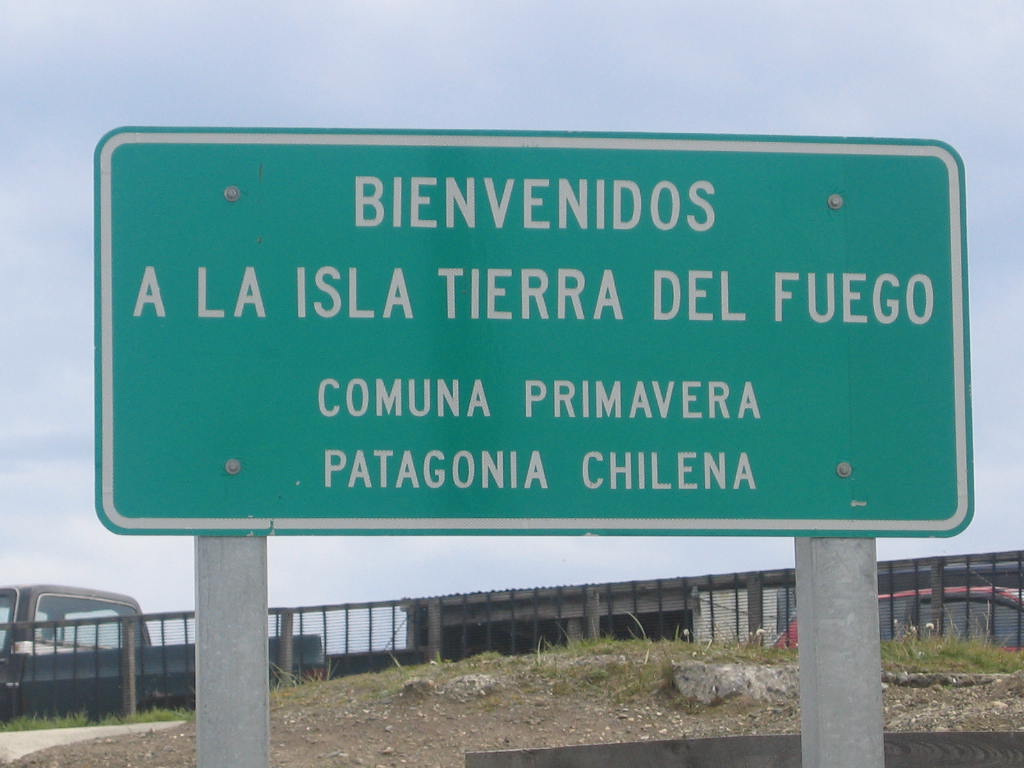 BIENVENIDOS
A LA ISLA TIERRA DEL FUEGO
COMUNA PRIMAVERA
PATAGONIA CHILENA